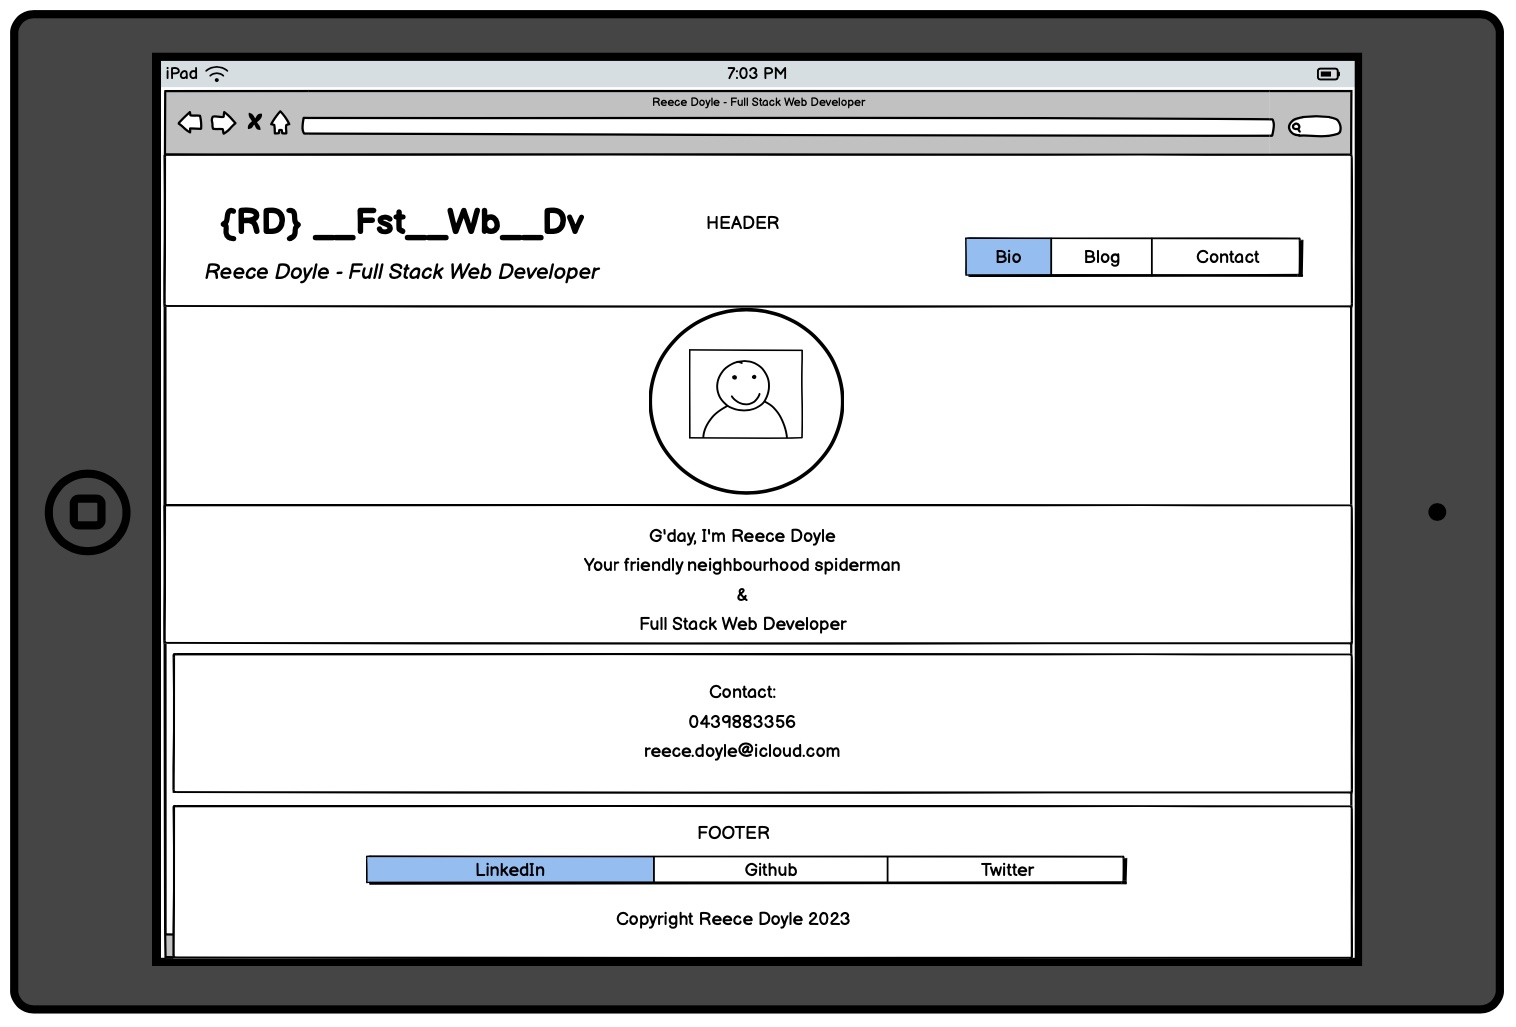 iPad
7:03 PM
Reece Doyle - Full Stack Web Developer
{RD} __Fst__Wb__Dv
HEADER
Reece Doyle - Full Stack Web Developer
Bio
Blog
Contact
G'day, I'm Reece Doyle
Your friendly neighbourhood spiderman
&
Full Stack Web Developer
Contact:
0439883356
reece.doyle@icloud.com
FOOTER
LinkedIn
Github
Twitter
Copyright Reece Doyle 2023